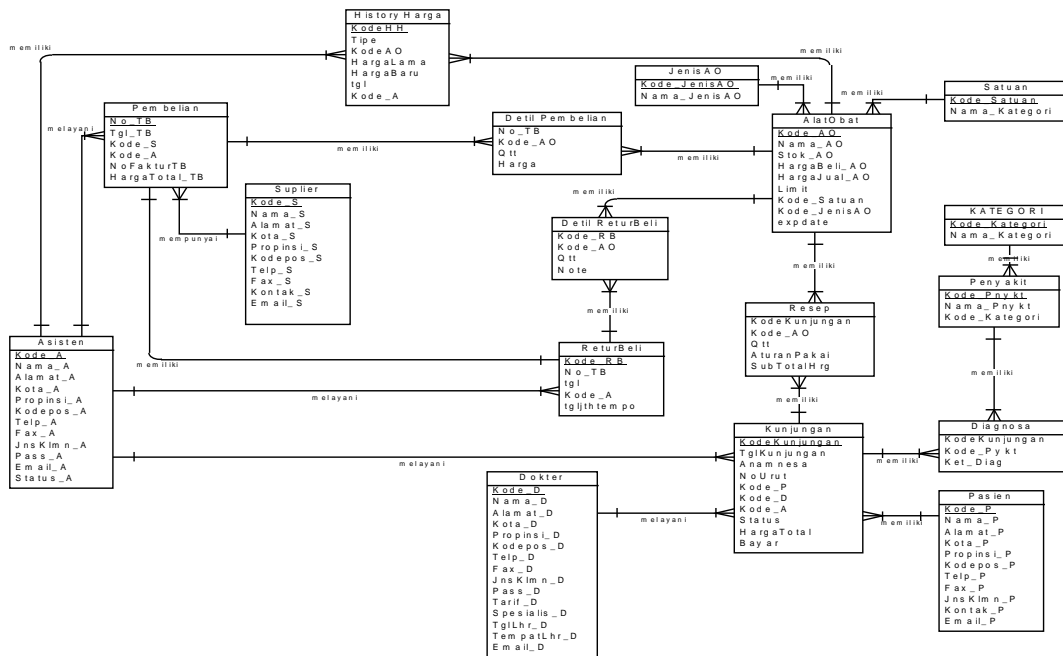 HistoryHarga
KodeHH
Tipe
KodeAO
HargaLama
HargaBaru
tgl
Kode_A
memiliki
memiliki
JenisAO
Kode_JenisAO
Nama_JenisAO
memiliki
Satuan
Kode_Satuan
Nama_Kategori
memiliki
Pembelian
No_TB
Tgl_TB
Kode_S
Kode_A
NoFakturTB
HargaTotal_TB
melayani
memiliki
Detil Pembelian
No_TB
Kode_AO
Qtt
Harga
memiliki
AlatObat
Kode_AO
Nama_AO
Stok_AO
HargaBeli_AO
HargaJual_AO
Limit
Kode_Satuan
Kode_JenisAO
expdate
Suplier
Kode_S
Nama_S
Alamat_S
Kota_S
Propinsi_S
Kodepos_S
Telp_S
Fax_S
Kontak_S
Email_S
mempunyai
memiliki
Detil ReturBeli
Kode_RB
Kode_AO
Qtt
Note
KATEGORI
Kode_Kategori
Nama_Kategori
memiliki
memiliki
Penyakit
Kode_Pnykt
Nama_Pnykt
Kode_Kategori
memiliki
Resep
KodeKunjungan
Kode_AO
Qtt
AturanPakai
SubTotalHrg
Asisten
Kode_A
Nama_A
Alamat_A
Kota_A
Propinsi_A
Kodepos_A
Telp_A
Fax_A
JnsKlmn_A
Pass_A
Email_A
Status_A
memiliki
ReturBeli
Kode_RB
No_TB
tgl
Kode_A
tgljthtempo
melayani
memiliki
memiliki
Kunjungan
KodeKunjungan
TglKunjungan
Anamnesa
NoUrut
Kode_P
Kode_D
Kode_A
Status
HargaTotal
Bayar
Diagnosa
KodeKunjungan
Kode_Pykt
Ket_Diag
memiliki
melayani
Dokter
Kode_D
Nama_D
Alamat_D
Kota_D
Propinsi_D
Kodepos_D
Telp_D
Fax_D
JnsKlmn_D
Pass_D
Tarif_D
Spesialis_D
TglLhr_D
TempatLhr_D
Email_D
melayani
memiliki
Pasien
Kode_P
Nama_P
Alamat_P
Kota_P
Propinsi_P
Kodepos_P
Telp_P
Fax_P
JnsKlmn_P
Kontak_P
Email_P